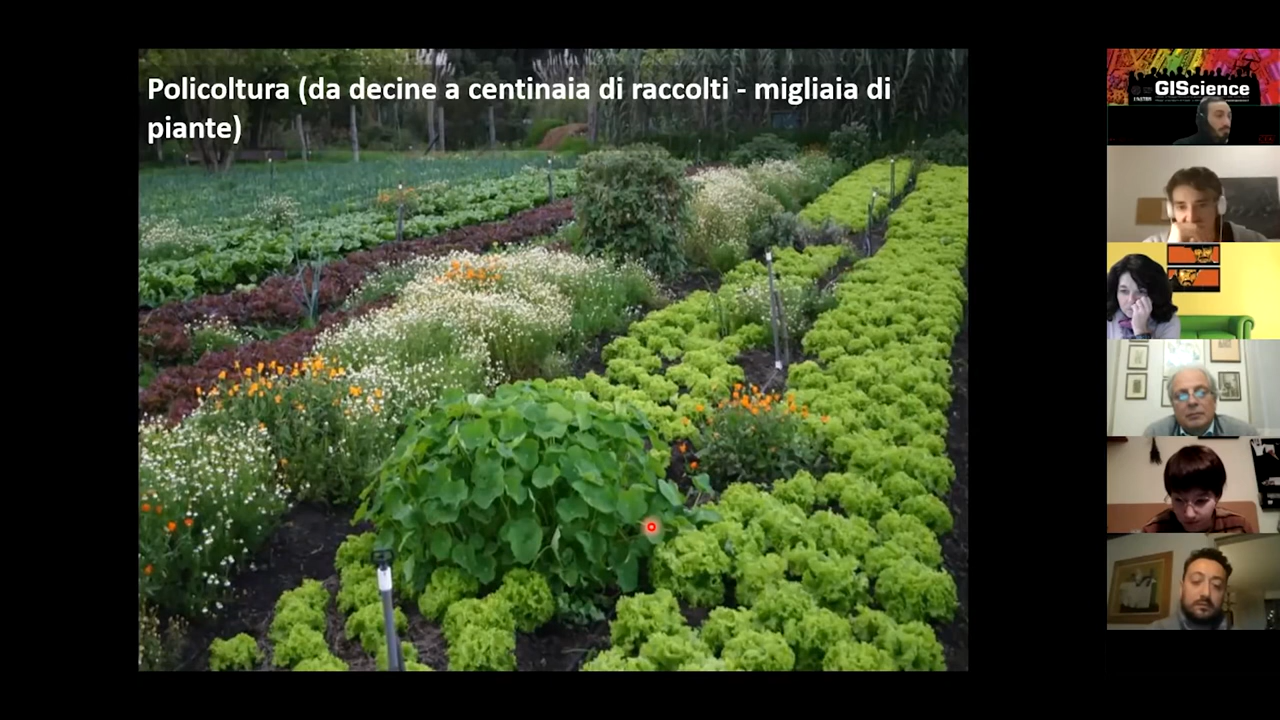 Policoltura (da decine a centinaia di raccolti - migliaia di
piante)
GIScience